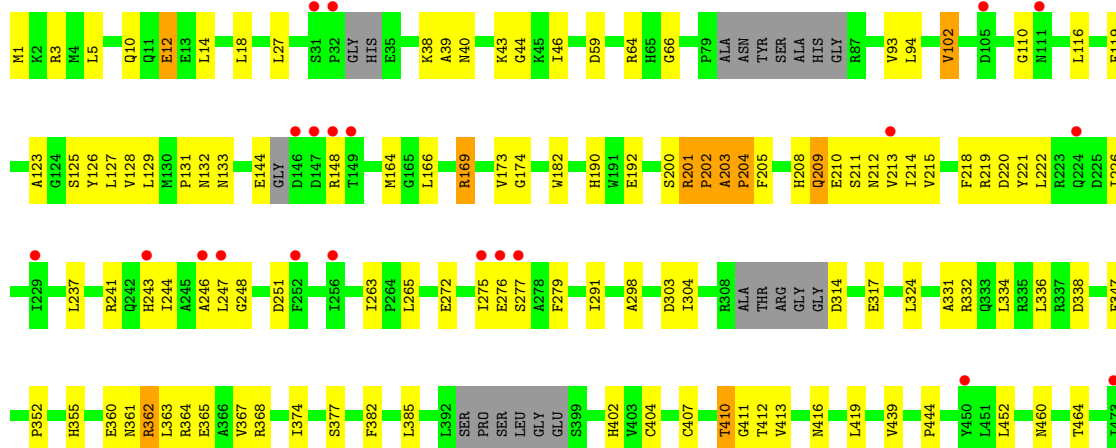 M1 K2 R3 M4 L5 Q10 Q11 E12 E13 L14 L18 L27 S31 P32 GLY HIS E35 K38 A39 N40 K43 G44 K45 I46 D59 R64 H65 G66 P79 ALA ASN TYR SER ALA HIS GLY R87 V93 L94 V102 D105 G110 N111 L116
A123 G124 S125 Y126 L127 V128 L129 M130 P131 N132 N133 E144 GLY D146 D147 R148 T149 M164 G165 L166 R169 V173 G174 W182 H190 W191 E192 S200 R201 P202 A203 P204 F205 H208 Q209 E210 S211 N212 V213 I214 V215 F218 R219 D220 Y221 L222 R223 Q224 D225
I229 L237 R241 Q242 H243 I244 A245 A246 L247 G248 D251 F252 I256 I263 P264 L265 E272 I275 E276 S277 A278 F279 I291 A298 D303 I304 R308 ALA THR ARG GLY GLY D314 E317 L324 A331 R332 Q333 L334 R335 L336 R337 D338
P352 H355 E360 N361 R362 L363 R364 E365 A366 V367 R368 I374 S377 F382 L385 L392 SER PRO SER LEU GLY GLU S399 H402 V403 C404 C407 T410 G411 T412 V413 N416 L419 V439 P444 Y450 L451 L452 N460 T464